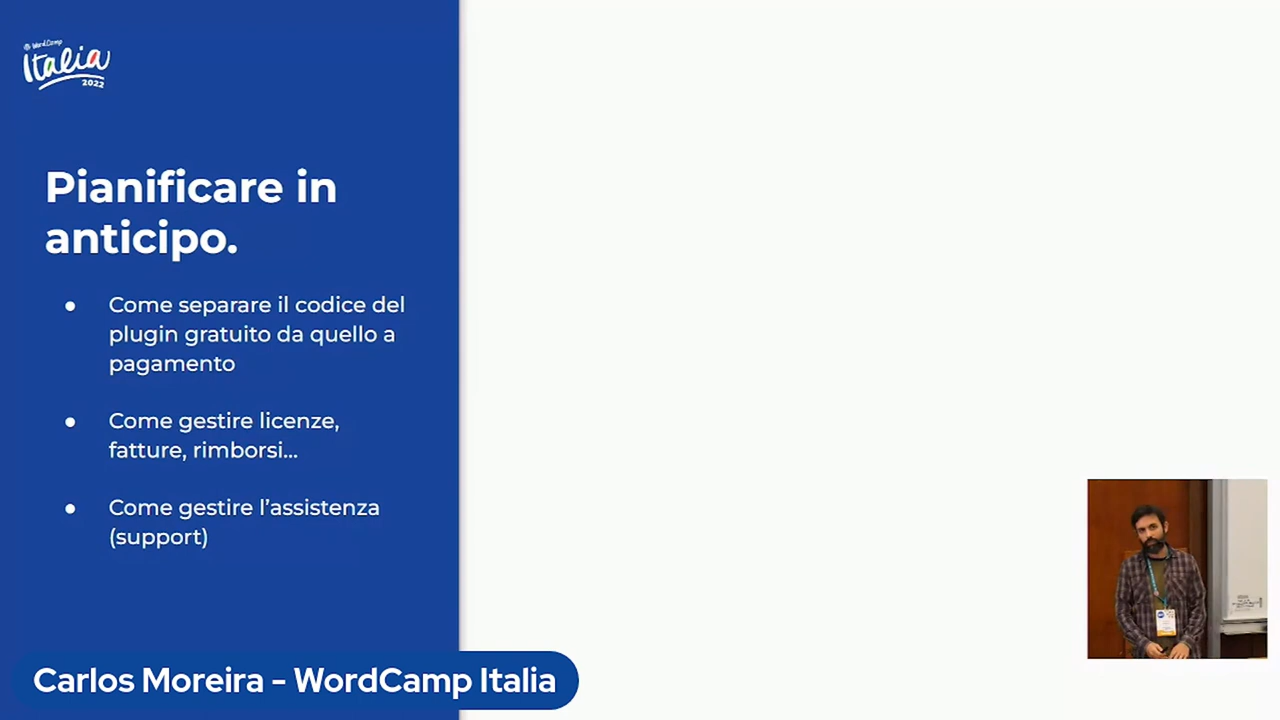 WordCamp
Italia
2022
Pianificare in
anticipo.
● Come separare il codice del
plugin gratuito da quello a
pagamento
● Come gestire licenze,
fatture, rimborsi...
● Come gestire l'assistenza
(support)
Carlos Moreira - WordCamp Italia